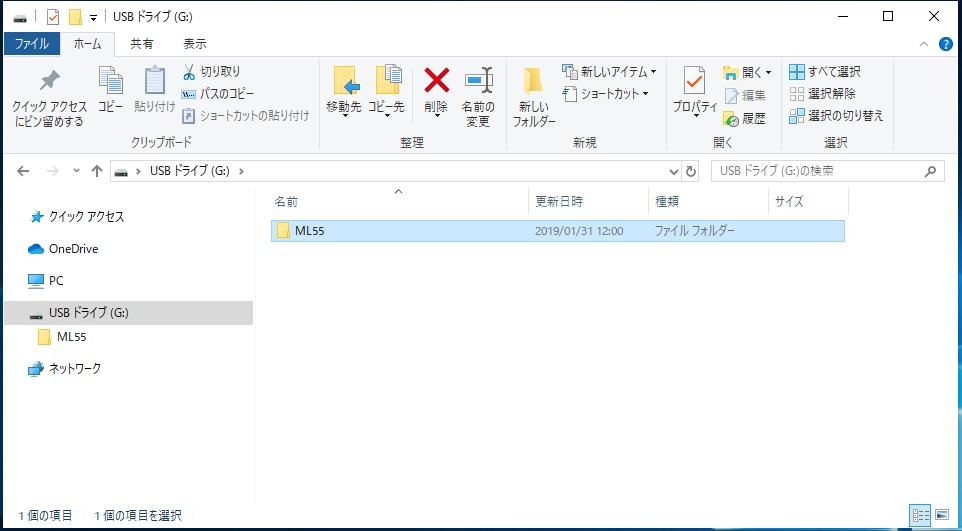 USB ドライブ (G:)
ファイル ホーム 共有 表示
クイック アクセス
にピン留めする
コピー
貼り付け
切り取り
パスのコピー
ショートカットの貼り付け
クリップボード
移動先
コピー先
削除
名前の
変更
整理
新しい
フォルダー
新しいアイテム
ショートカット
新規
プロパティ
開く
編集
履歴
開く
すべて選択
選択解除
選択の切り替え
選択
USB ドライブ (G:)
USB ドライブ (G:)の検索
名前 更新日時 種類 サイズ
ML55 2019/01/31 12:00 ファイル フォルダー
クイック アクセス
OneDrive
PC
USB ドライブ (G:)
ML55
ネットワーク
1 個の項目 1 個の項目を選択